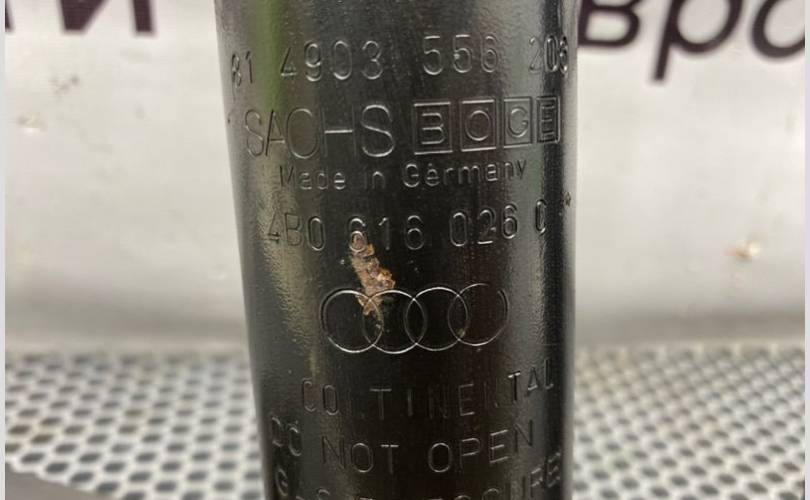 81 4903 556 206
SACHS BOGE
Made in Germany
4B0 616 026 C
CONTINENTAL
DO NOT OPEN